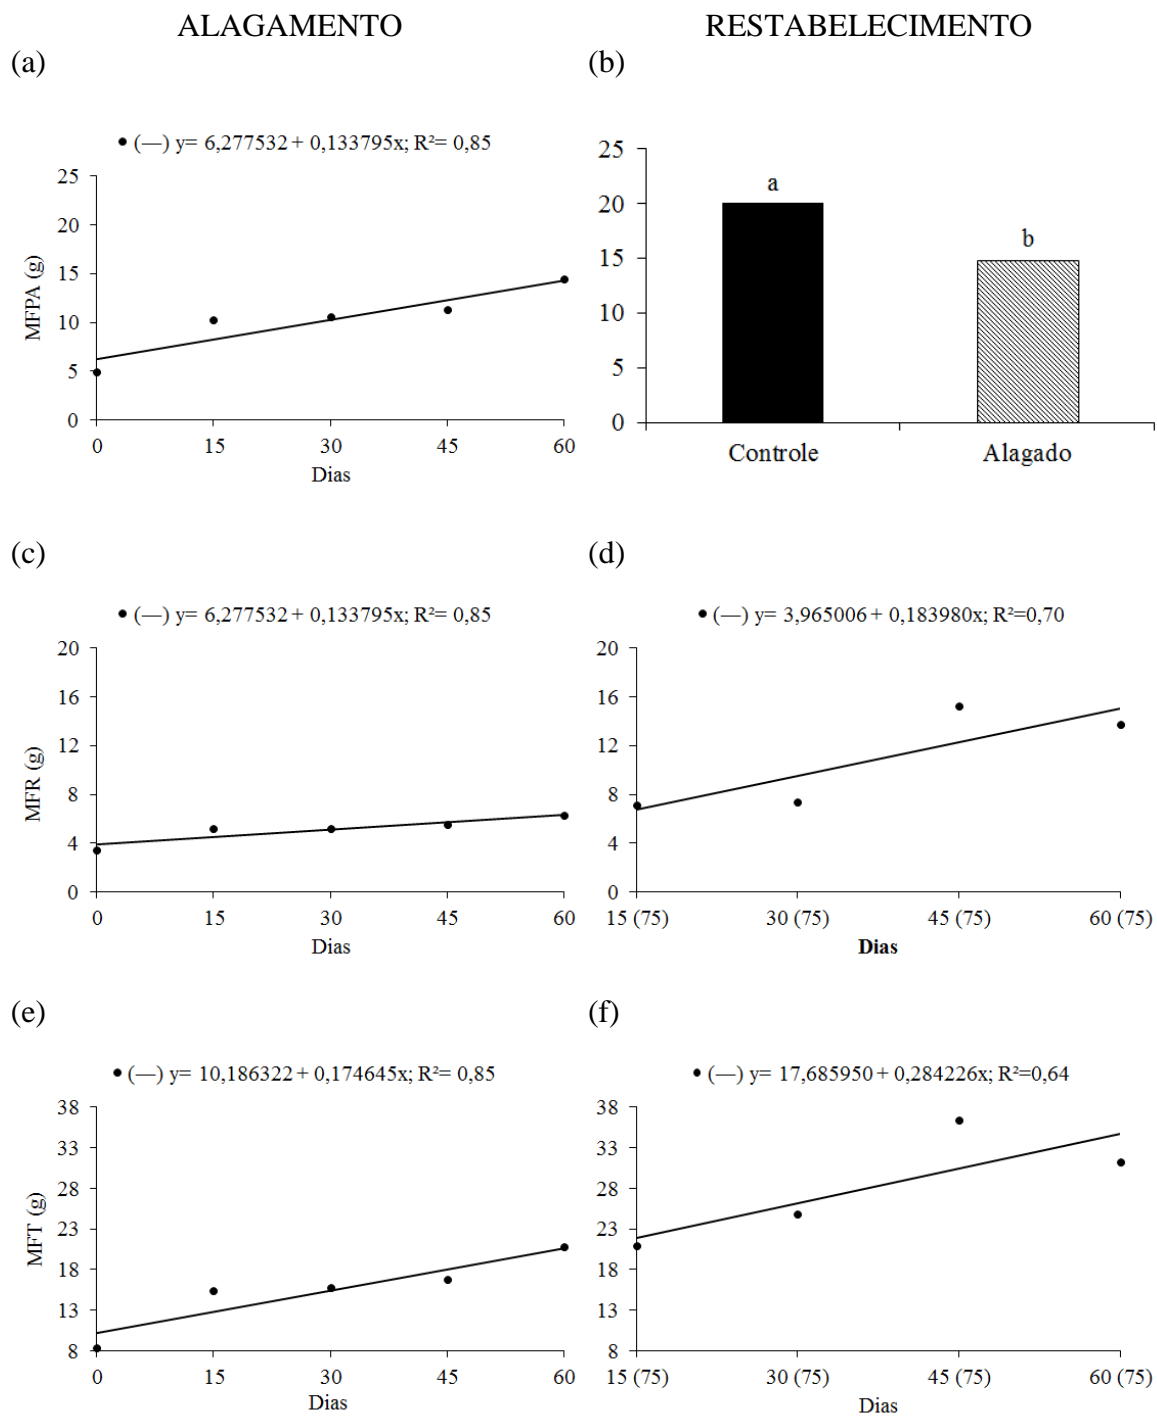 ALAGAMENTO
RESTABELECIMENTO
(a)
(b)
● (—) y= 6,277532 + 0,133795x; R²= 0,85
25
20
15
10
5
0
MFPA (g)
0 15 30 45 60
Dias
25
20
15
10
5
0
a
b
Controle Alagado
(c)
(d)
● (—) y= 6,277532 + 0,133795x; R²= 0,85
20
16
12
8
4
0
MFR (g)
0 15 30 45 60
Dias
● (—) y= 3,965006 + 0,183980x; R²=0,70
20
16
12
8
4
0
15 (75) 30 (75) 45 (75) 60 (75)
Dias
(e)
(f)
● (—) y= 10,186322 + 0,174645x; R²= 0,85
38
33
28
23
18
13
8
MFT (g)
0 15 30 45 60
Dias
● (—) y= 17,685950 + 0,284226x; R²=0,64
38
33
28
23
18
13
8
15 (75) 30 (75) 45 (75) 60 (75)
Dias